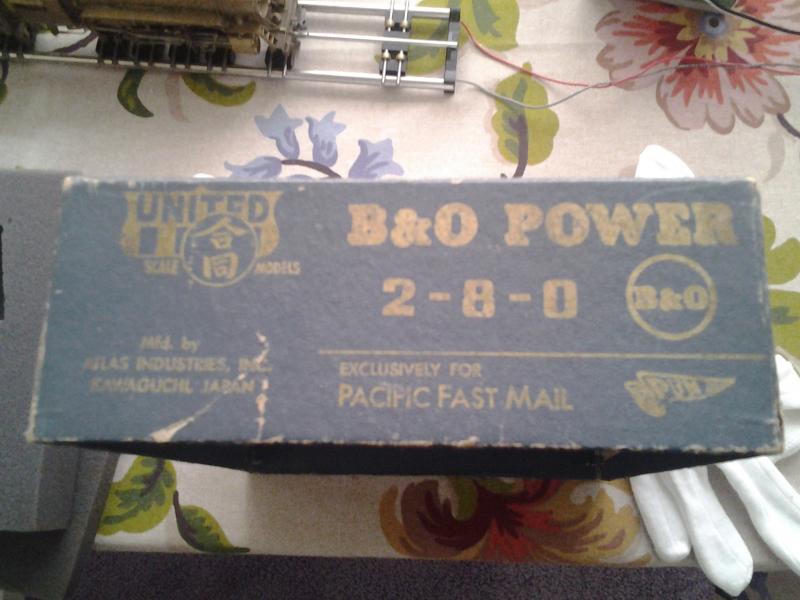 UNITED
合同
SCALE MODELS
B&O POWER
2-8-0
B&O
Mfd. by
ATLAS INDUSTRIES, INC.
KAWAGUCHI, JAPAN
EXCLUSIVELY FOR
PACIFIC FAST MAIL
PFM